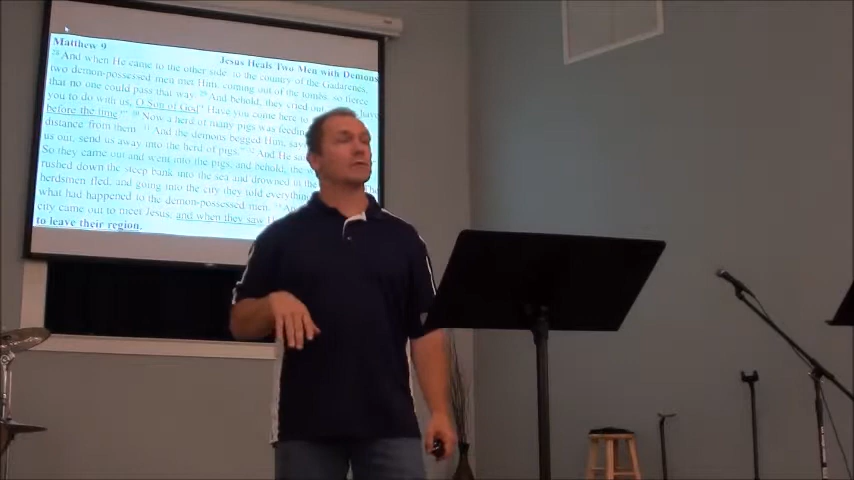 Matthew 9
Jesus Heals Two Men with Demons
28 And when He came to the other side, to the country of the Gadarenes,
two demon-possessed men met Him, coming out of the tombs, so fierce
that no one could pass that way. 29 And behold, they cried out, "What have
you to do with us, O Son of God? Have you come here to
before the time?" 30 Now a herd of many pigs was feeding
distance from them. 31 And the demons begged Him, saying
us out, send us away into the herd of pigs." 32 And He said
So they came out and went into the pigs, and behold, the
rushed down the steep bank into the sea and drowned in the
herdsmen fled, and going into the city they told everything
what had happened to the demon-possessed men.
city came out to meet Jesus, and when they saw
to leave their region.